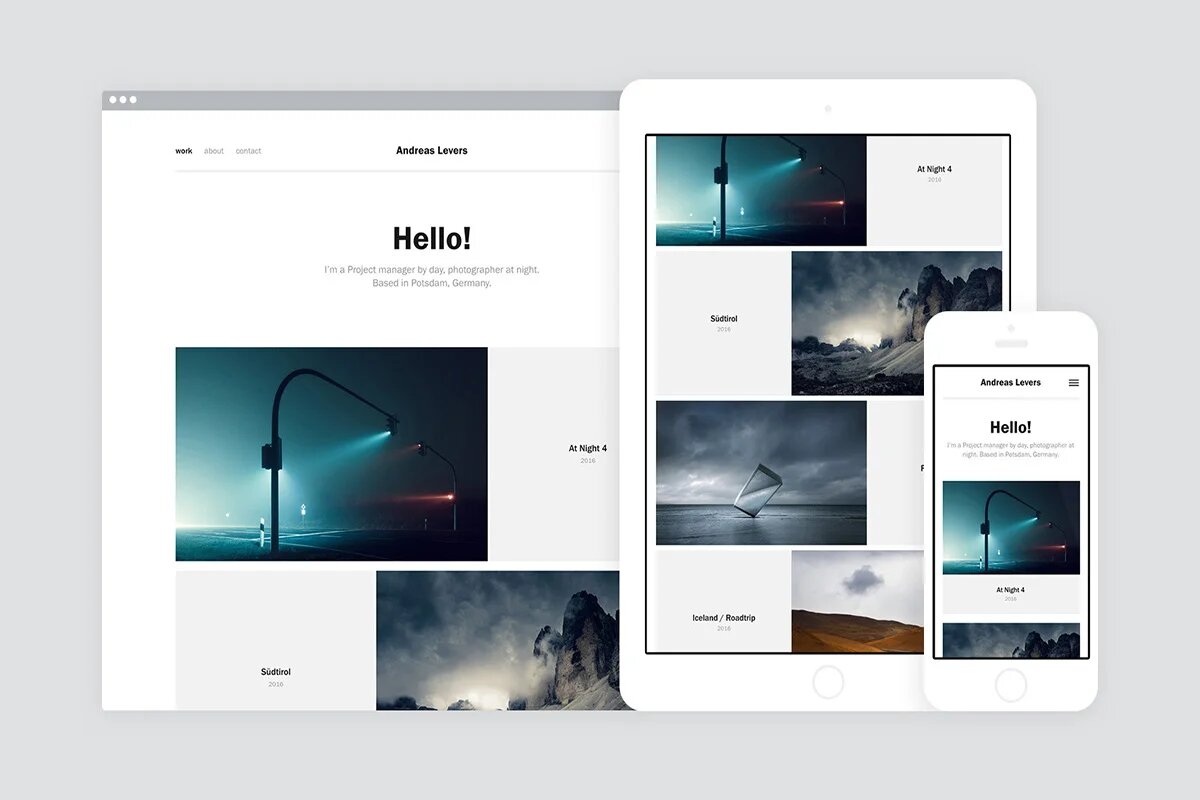 work about contact
Andreas Levers
Hello!
I'm a Project manager by day, photographer at night.
Based in Potsdam, Germany.
At Night 4
2016
Südtirol
2016
At Night 4
2016
Südtirol
2016
Iceland / Roadtrip
2016
Andreas Levers
Hello!
I'm a Project manager by day, photographer at
night. Based in Potsdam, Germany.
At Night 4
2016